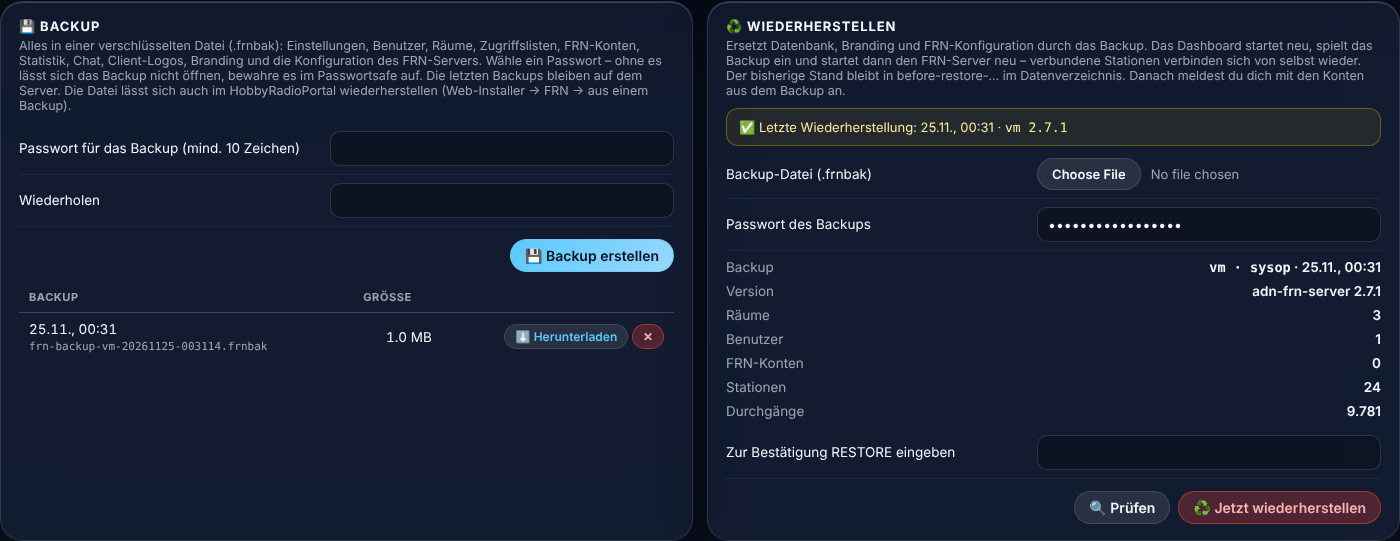 💾 BACKUP
Alles in einer verschlüsselten Datei (.frnbak): Einstellungen, Benutzer, Räume, Zugriffslisten, FRN-Konten,
Statistik, Chat, Client-Logos, Branding und die Konfiguration des FRN-Servers. Wähle ein Passwort – ohne es
lässt sich das Backup nicht öffnen, bewahre es im Passwortsafe auf. Die letzten Backups bleiben auf dem
Server. Die Datei lässt sich auch im HobbyRadioPortal wiederherstellen (Web-Installer → FRN → aus einem
Backup).
Passwort für das Backup (mind. 10 Zeichen)
Wiederholen
💾 Backup erstellen
BACKUP GRÖSSE
25.11., 00:31
frn-backup-vm-20261125-003114.frnbak
1.0 MB
⬇️ Herunterladen ✕
♻️ WIEDERHERSTELLEN
Ersetzt Datenbank, Branding und FRN-Konfiguration durch das Backup. Das Dashboard startet neu, spielt das
Backup ein und startet dann den FRN-Server neu – verbundene Stationen verbinden sich von selbst wieder.
Der bisherige Stand bleibt in before-restore-… im Datenverzeichnis. Danach meldest du dich mit den Konten
aus dem Backup an.
✅ Letzte Wiederherstellung: 25.11., 00:31 · vm 2.7.1
Backup-Datei (.frnbak) Choose File No file chosen
Passwort des Backups •••••••••••••••••
Backup vm · sysop · 25.11., 00:31
Version adn-frn-server 2.7.1
Räume 3
Benutzer 1
FRN-Konten 0
Stationen 24
Durchgänge 9.781
Zur Bestätigung RESTORE eingeben
🔍 Prüfen ♻️ Jetzt wiederherstellen